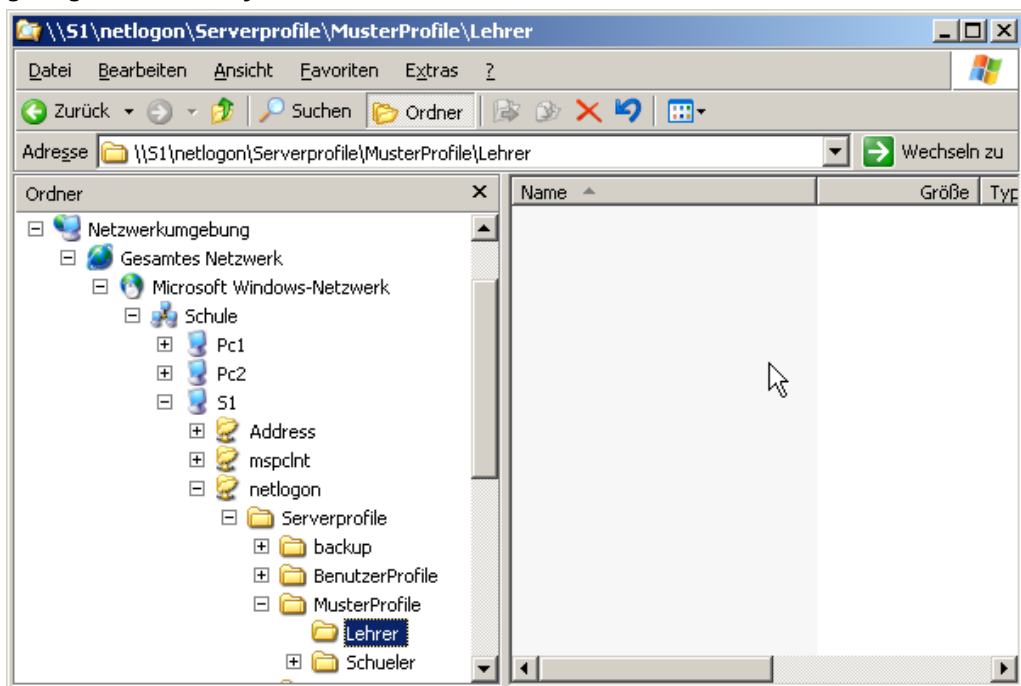 \\S1\netlogon\Serverprofile\MusterProfile\Lehrer
Datei Bearbeiten Ansicht Favoriten Extras ?
Zurück Suchen Ordner
Adresse \\S1\netlogon\Serverprofile\MusterProfile\Lehrer Wechseln zu
Ordner
Name Größe Typ
Netzwerkumgebung
Gesamtes Netzwerk
Microsoft Windows-Netzwerk
Schule
Pc1
Pc2
S1
Address
mspclnt
netlogon
Serverprofile
backup
BenutzerProfile
MusterProfile
Lehrer
Schueler